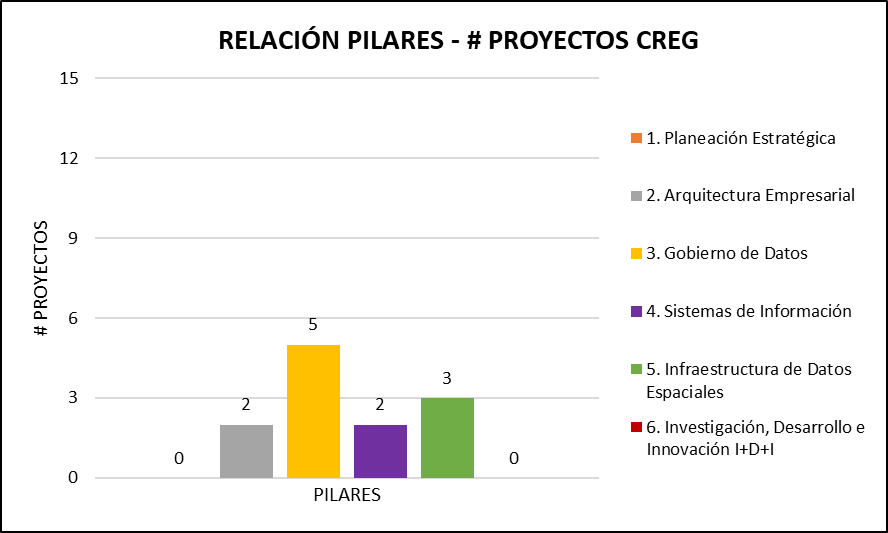 RELACIÓN PILARES - # PROYECTOS CREG
# PROYECTOS
15
12
9
6
3
0
0
2
5
2
3
0
PILARES
1. Planeación Estratégica
2. Arquitectura Empresarial
3. Gobierno de Datos
4. Sistemas de Información
5. Infraestructura de Datos
Espaciales
6. Investigación, Desarrollo e
Innovación I+D+I